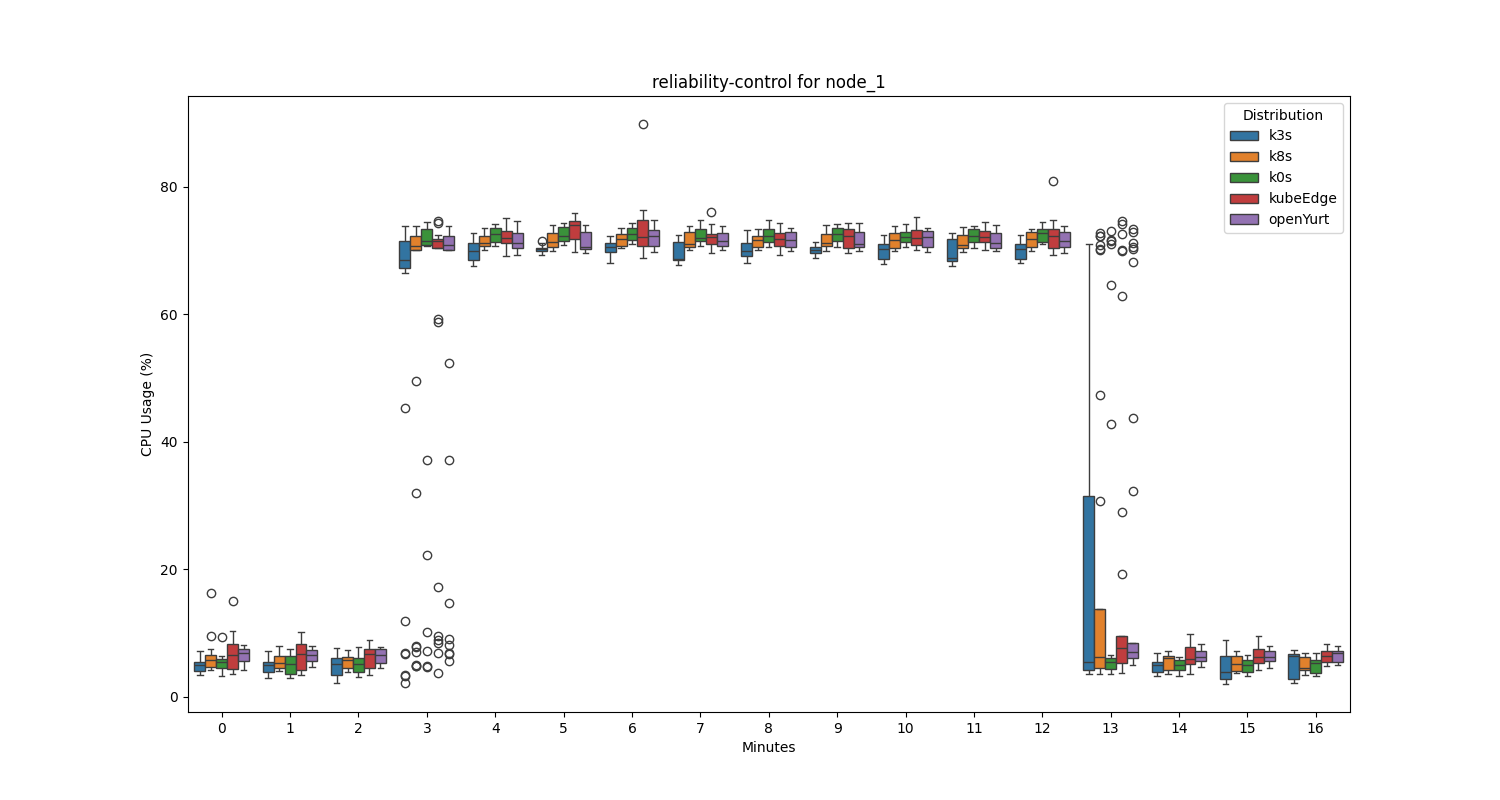 reliability-control for node_1
Distribution
k3s
k8s
k0s
kubeEdge
openYurt
CPU Usage (%)
80
60
40
20
0
0 1 2 3 4 5 6 7 8 9 10 11 12 13 14 15 16
Minutes